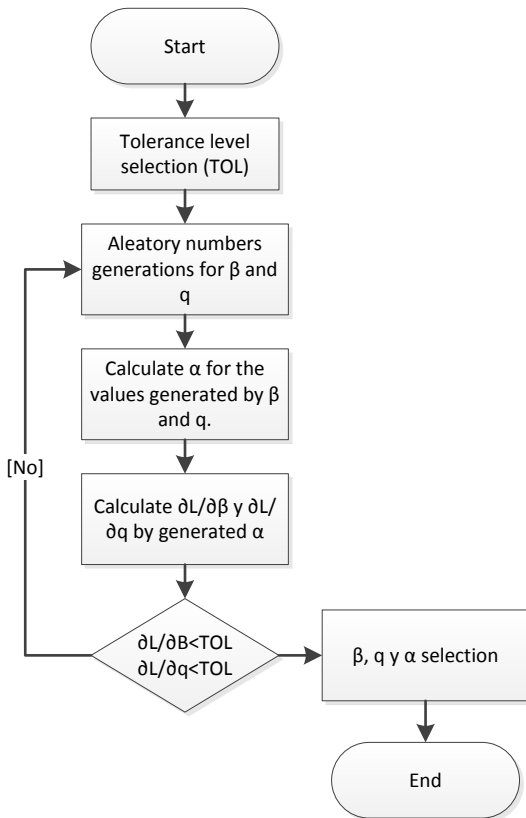 Start
Tolerance level
selection (TOL)
Aleatory numbers
generations for β and
q
Calculate α for the
values generated by β
and q.
[No]
Calculate ∂L/∂β y ∂L/
∂q by generated α
∂L/∂B<TOL
∂L/∂q<TOL
β, q y α selection
End